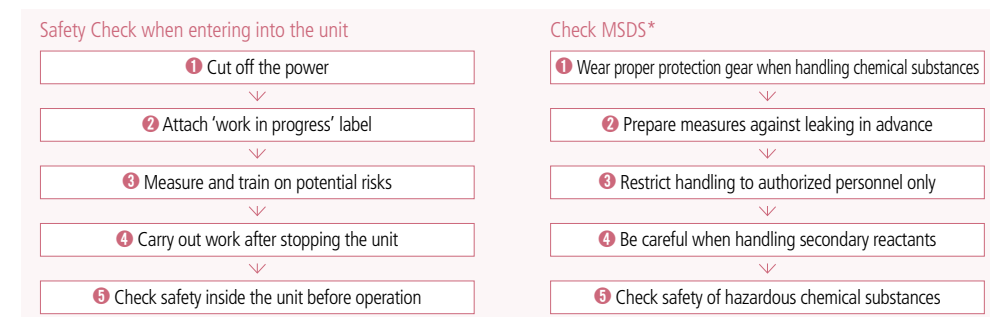 Safety Check when entering into the unit
❶ Cut off the power
❷ Attach ‘work in progress’ label
❸ Measure and train on potential risks
❹ Carry out work after stopping the unit
❺ Check safety inside the unit before operation
Check MSDS*
❶ Wear proper protection gear when handling chemical substances
❷ Prepare measures against leaking in advance
❸ Restrict handling to authorized personnel only
❹ Be careful when handling secondary reactants
❺ Check safety of hazardous chemical substances